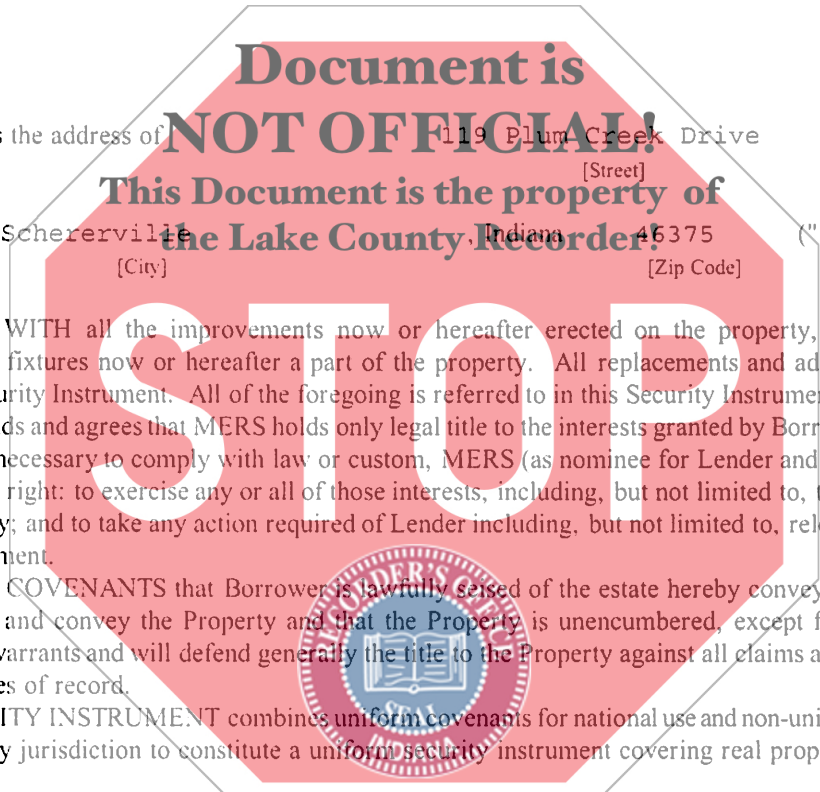 Document is
NOT OFFICIAL!
s the address of 119 Plum Creek Drive
[Street]
This Document is the property of
the Lake County Recorder!
Schererville , Indiana 46375 ("
[City] [Zip Code]
STOP
WITH all the improvements now or hereafter erected on the property,
fixtures now or hereafter a part of the property. All replacements and ad
urity Instrument. All of the foregoing is referred to in this Security Instrume
ds and agrees that MERS holds only legal title to the interests granted by Borr
necessary to comply with law or custom, MERS (as nominee for Lender and
right: to exercise any or all of those interests, including, but not limited to, t
y; and to take any action required of Lender including, but not limited to, rel
ment.
COVENANTS that Borrower is lawfully seised of the estate hereby convey
and convey the Property and that the Property is unencumbered, except f
warrants and will defend generally the title to the Property against all claims a
es of record.
ITY INSTRUMENT combines uniform covenants for national use and non-uni
y jurisdiction to constitute a uniform security instrument covering real prop
RECORDER'S OFFICE
SEAL
INDIANA